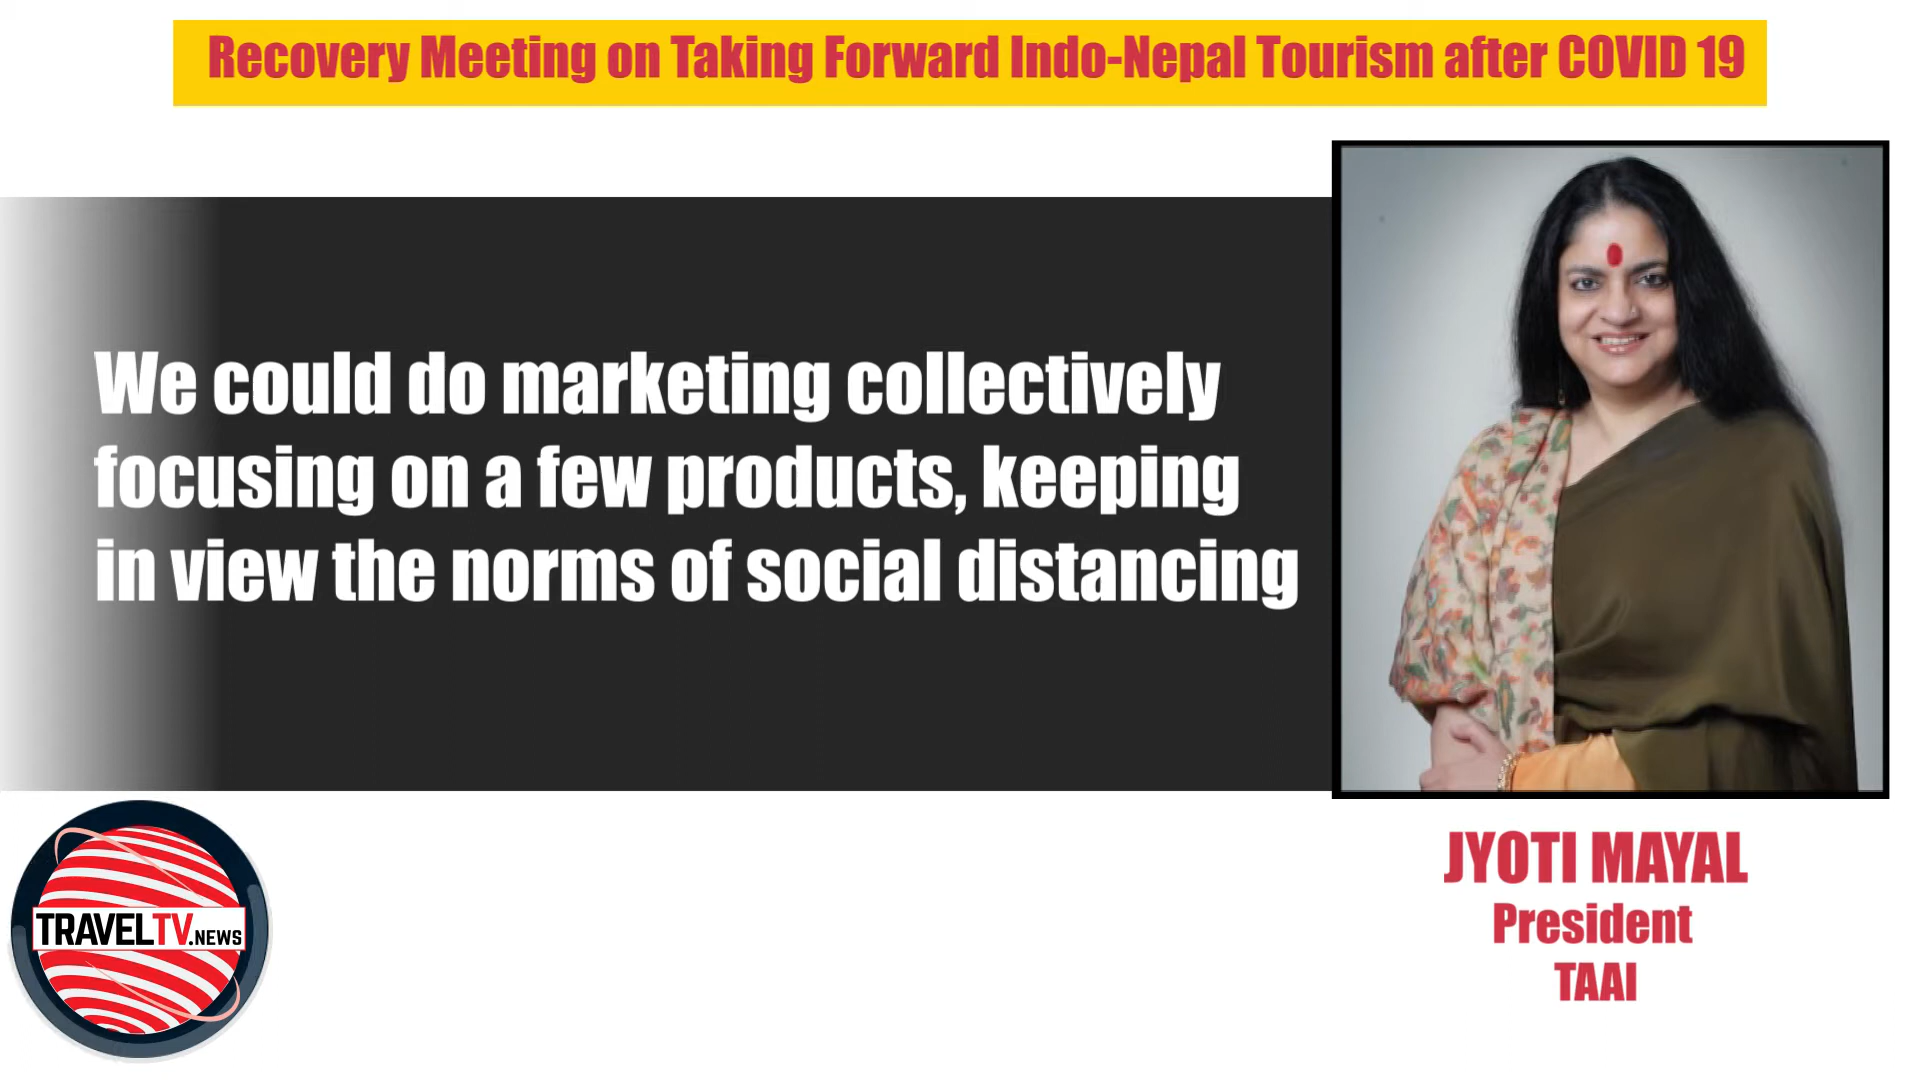 Recovery Meeting on Taking Forward Indo-Nepal Tourism after COVID 19
We could do marketing collectively
focusing on a few products, keeping
in view the norms of social distancing
JYOTI MAYAL
President
TAAI
TRAVELTV.NEWS